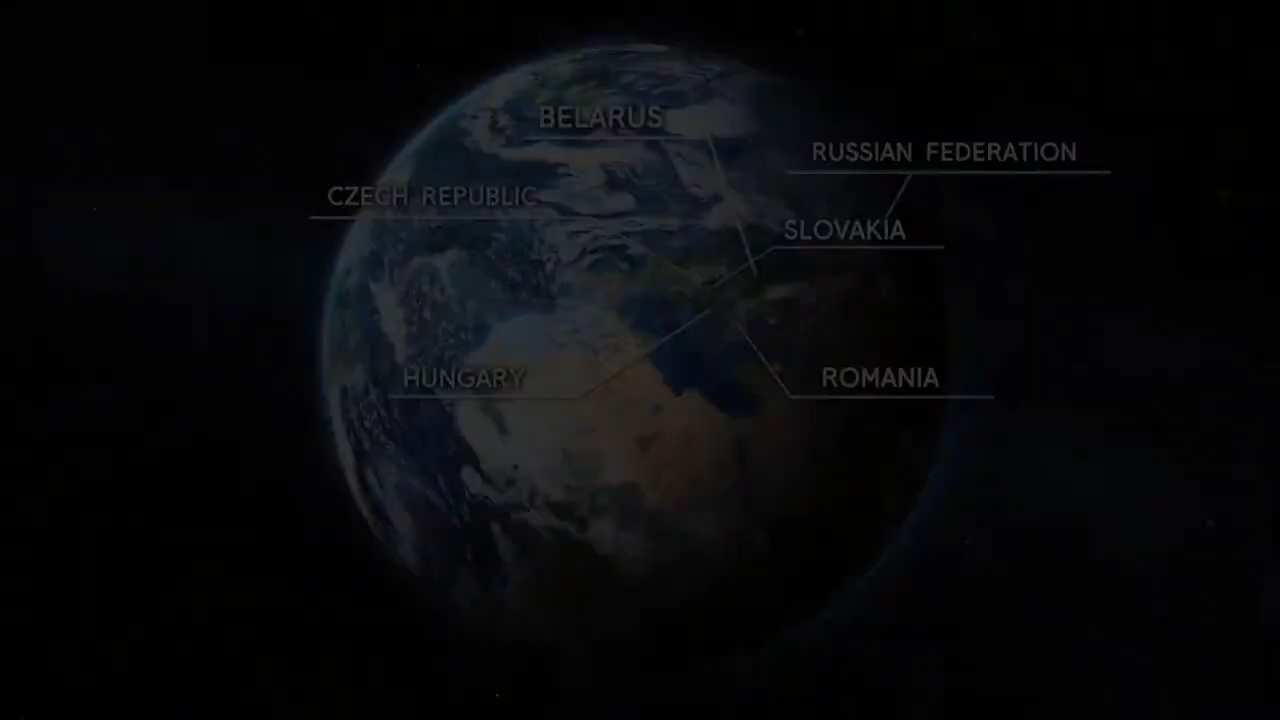 BELARUS
RUSSIAN FEDERATION
CZECH REPUBLIC
SLOVAKIA
HUNGARY
ROMANIA